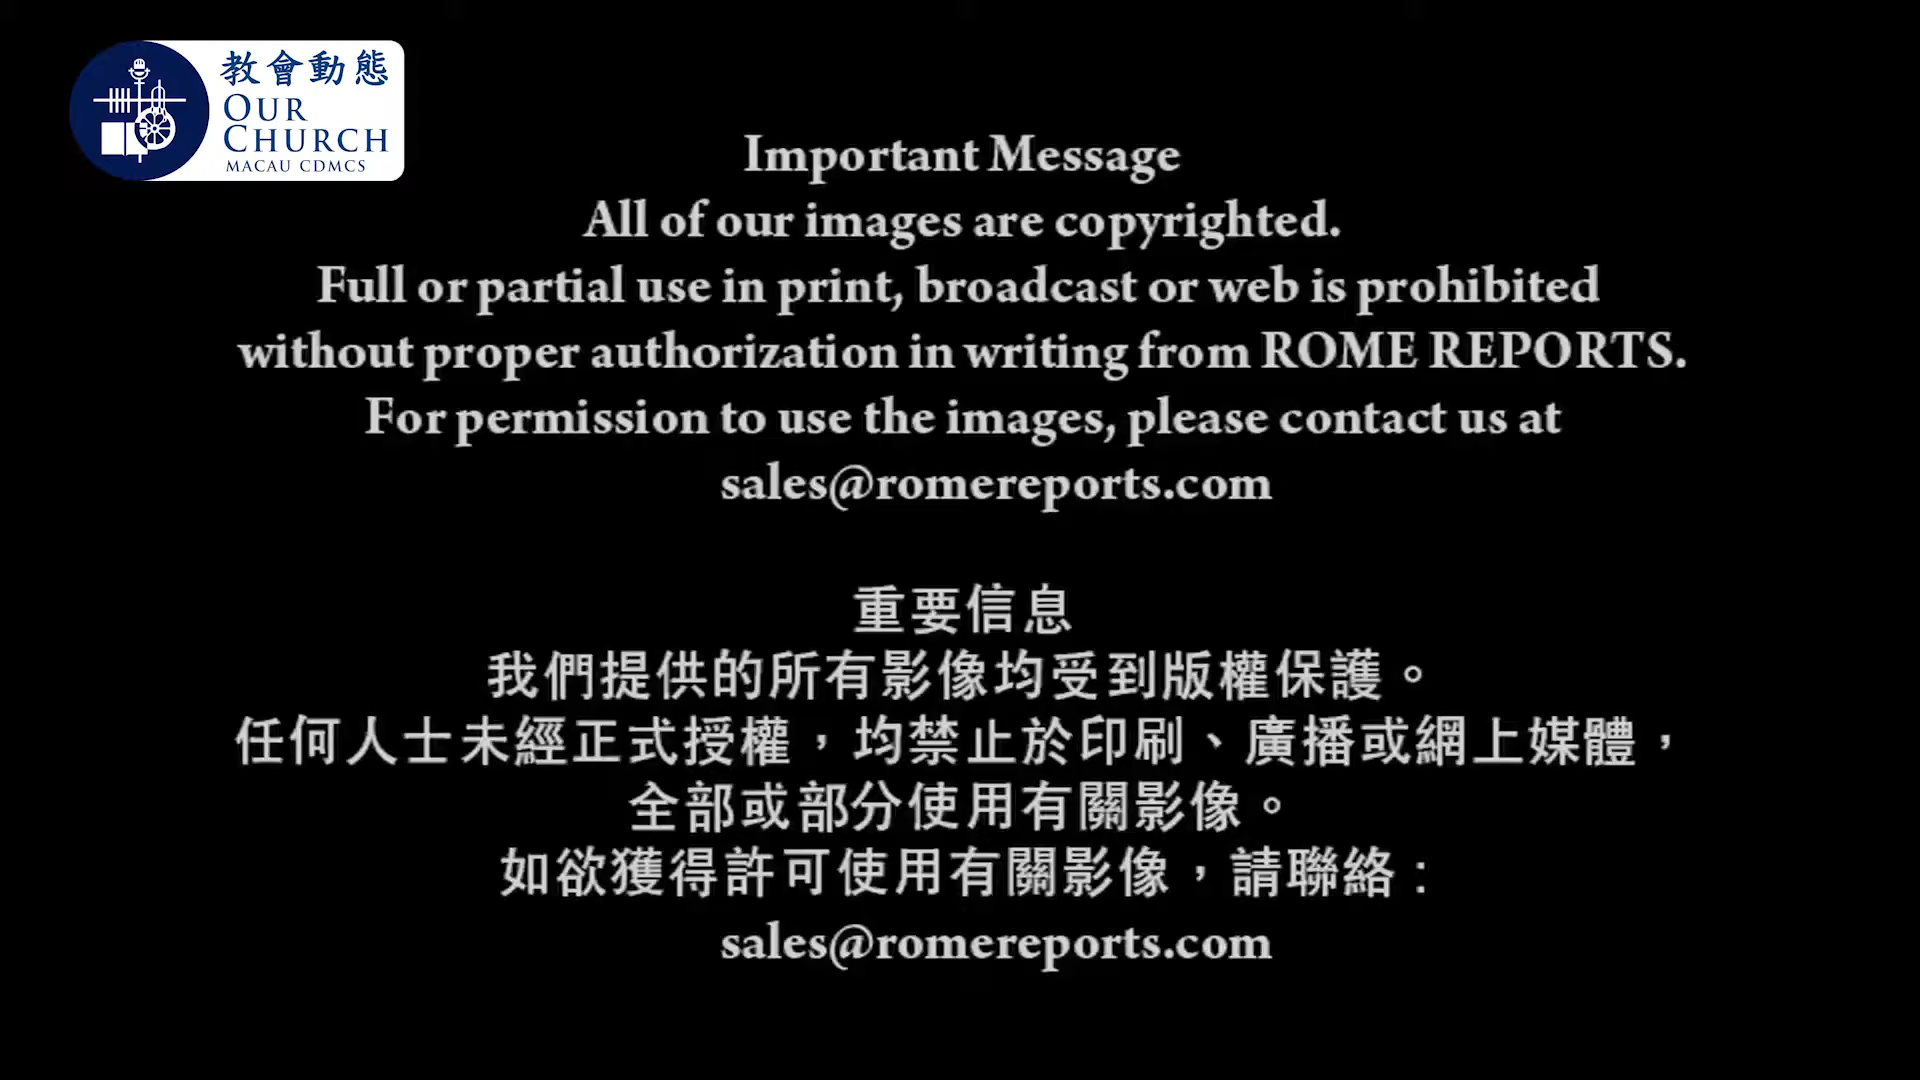 教會動態
OUR
CHURCH
MACAU CDMCS
Important Message
All of our images are copyrighted.
Full or partial use in print, broadcast or web is prohibited
without proper authorization in writing from ROME REPORTS.
For permission to use the images, please contact us at
sales@romereports.com
重要信息
我們提供的所有影像均受到版權保護。
任何人士未經正式授權，均禁止於印刷、廣播或網上媒體，
全部或部分使用有關影像。
如欲獲得許可使用有關影像，請聯絡：
sales@romereports.com